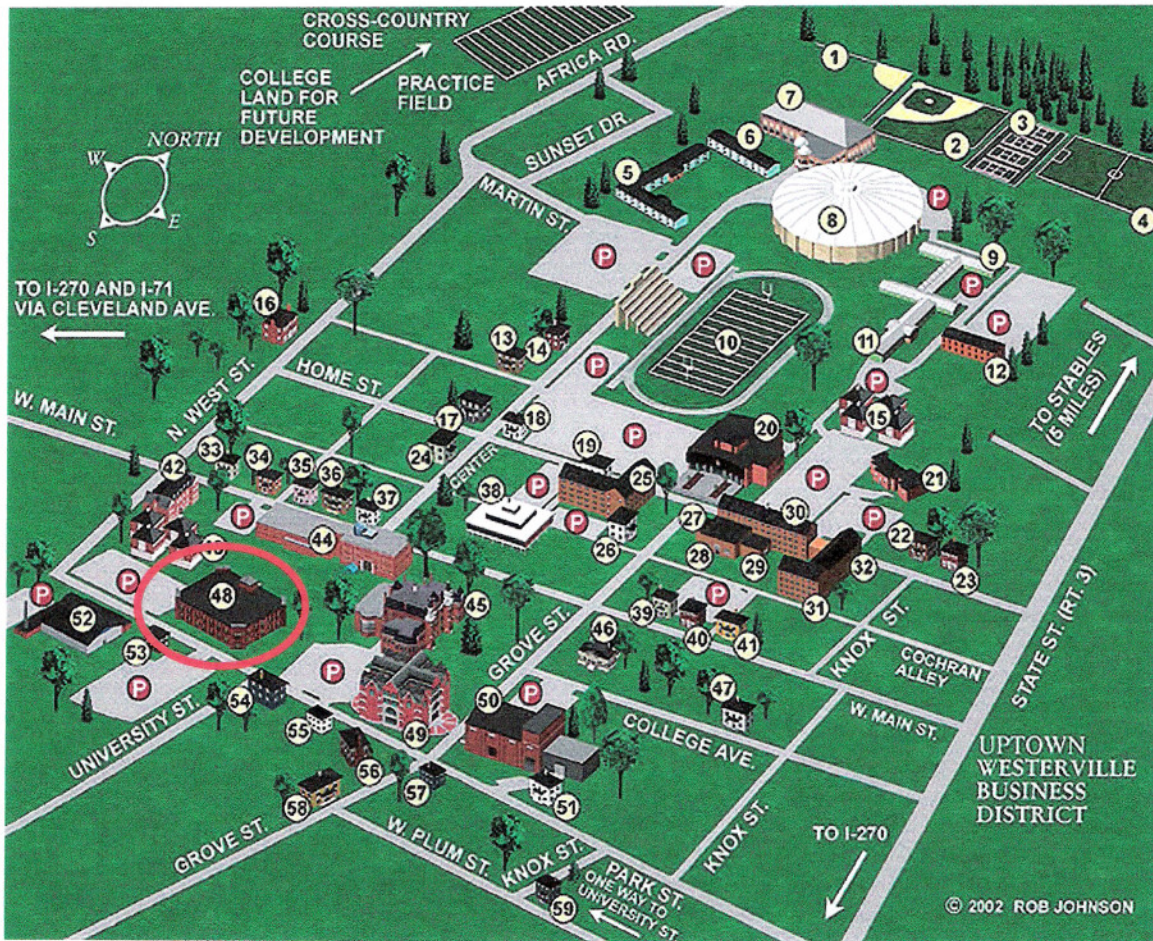 CROSS-COUNTRY
COURSE
COLLEGE
LAND FOR
FUTURE
DEVELOPMENT
PRACTICE
FIELD
AFRICA RD.
SUNSET DR.
MARTIN ST.
NORTH
W
S
E
TO I-270 AND I-71
VIA CLEVELAND AVE.
1
2
3
4
5
6
7
8
P
9
P
P
P
P
10
11
12
P
P
15
16
13
14
N. WEST ST.
HOME ST.
W. MAIN ST.
17
18
24
CENTER
P
P
19
20
25
21
TO STABLES
(5 MILES)
33
34
35
36
37
42
38
P
P
26
27
28
29
30
P
P
22
23
32
31
P
44
P
P
48
52
53
P
45
39
P
40
41
46
47
GROVE ST.
KNOX ST.
COCHRAN
ALLEY
STATE ST. (RT. 3)
W. MAIN ST.
COLLEGE AVE.
UNIVERSITY ST.
54
55
P
49
50
P
56
57
58
51
GROVE ST.
W. PLUM ST.
KNOX ST.
PARK ST.
ONE WAY TO
UNIVERSITY ST.
59
KNOX ST.
UPTOWN
WESTERVILLE
BUSINESS
DISTRICT
TO I-270
© 2002 ROB JOHNSON